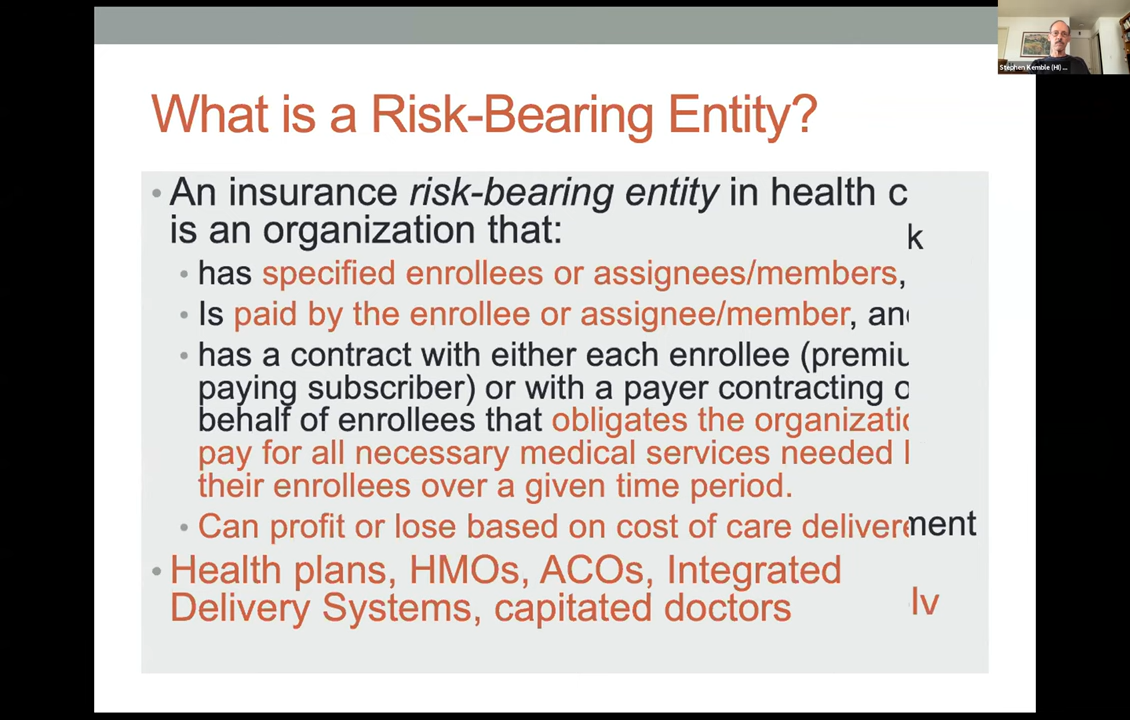 Stephen Kemble (HI) ...
What is a Risk-Bearing Entity?
• An insurance risk-bearing entity in health c
is an organization that:
k
• has specified enrollees or assignees/members,
• Is paid by the enrollee or assignee/member, and
• has a contract with either each enrollee (premiu
paying subscriber) or with a payer contracting o
behalf of enrollees that obligates the organizatio
pay for all necessary medical services needed
their enrollees over a given time period.
• Can profit or lose based on cost of care delivere
ment
• Health plans, HMOs, ACOs, Integrated
Delivery Systems, capitated doctors
lv